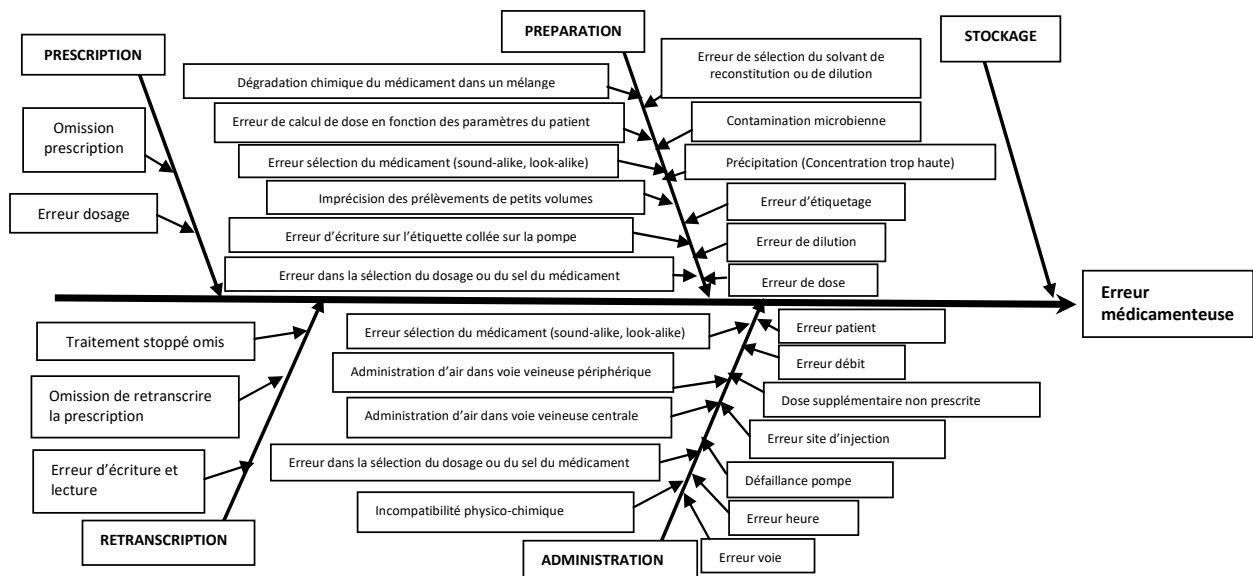 PRESCRIPTION
Omission
prescription
Erreur dosage
PREPARATION
Dégradation chimique du médicament dans un mélange
Erreur de calcul de dose en fonction des paramètres du patient
Erreur sélection du médicament (sound-alike, look-alike)
Imprécision des prélèvements de petits volumes
Erreur d'écriture sur l'étiquette collée sur la pompe
Erreur dans la sélection du dosage ou du sel du médicament
Erreur de sélection du solvant de
reconstitution ou de dilution
Contamination microbienne
Précipitation (Concentration trop haute)
Erreur d'étiquetage
Erreur de dilution
Erreur de dose
STOCKAGE
Erreur
médicamenteuse
Traitement stoppé omis
Omission de retranscrire
la prescription
Erreur d'écriture et
lecture
RETRANSCRIPTION
Erreur sélection du médicament (sound-alike, look-alike)
Administration d'air dans voie veineuse périphérique
Administration d'air dans voie veineuse centrale
Erreur dans la sélection du dosage ou du sel du médicament
Incompatibilité physico-chimique
Erreur patient
Erreur débit
Dose supplémentaire non prescrite
Erreur site d'injection
Défaillance pompe
Erreur heure
Erreur voie
ADMINISTRATION